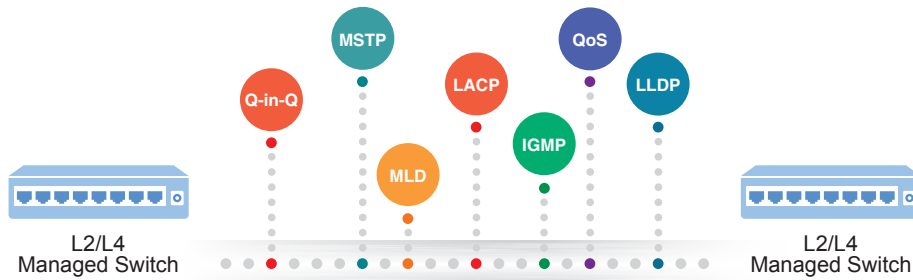 MSTP
QoS
Q-in-Q
LACP
LLDP
IGMP
MLD
L2/L4
Managed Switch
L2/L4
Managed Switch